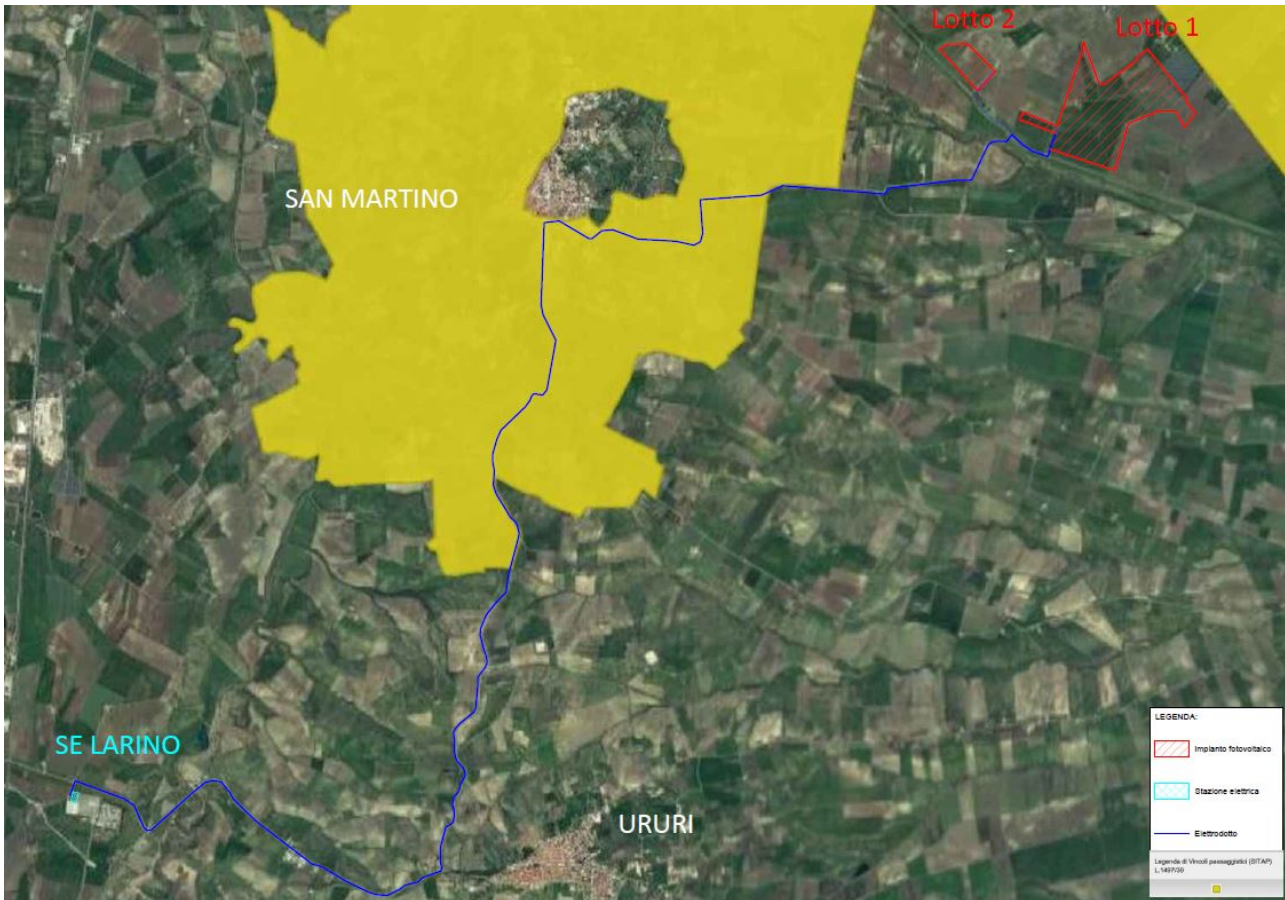 Lotto 2
Lotto 1
SAN MARTINO
SE LARINO
URURI
LEGENDA:
Impianto fotovoltaico
Stazione elettrica
Elettrodotto
Legenda di Vincoli paesaggistici (SITAP)
L.1497/39